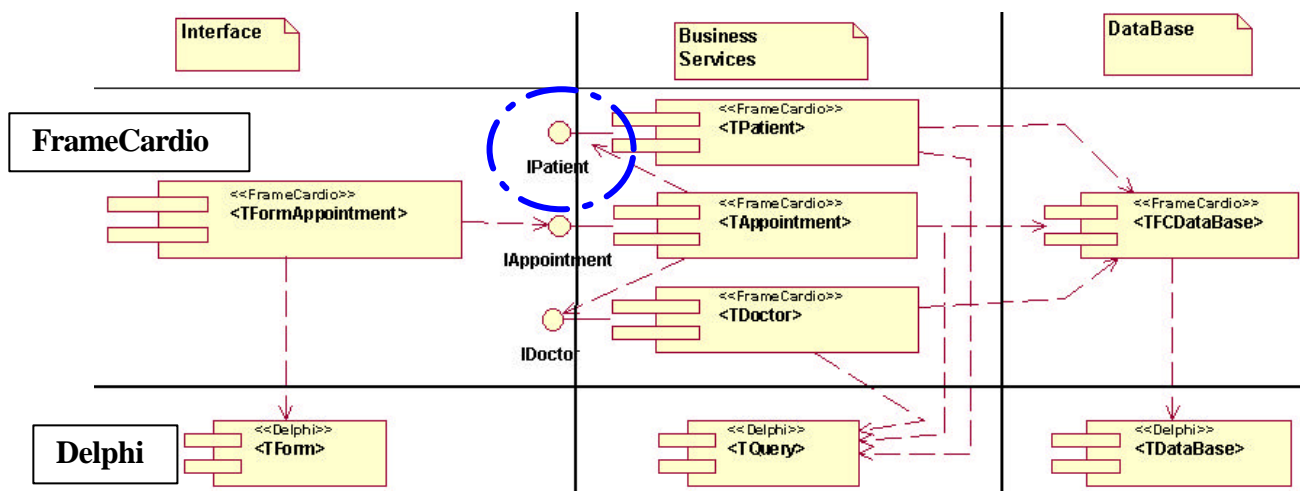 Interface
Business
Services
DataBase
FrameCardio
<<FrameCardio>>
<TPatient>
IPatient
<<FrameCardio>>
<TFormAppointment>
<<FrameCardio>>
<TAppointment>
<<FrameCardio>>
<TFCDataBase>
IAppointment
<<FrameCardio>>
<TDoctor>
IDoctor
Delphi
<<Delphi>>
<TForm>
<<Delphi>>
<TQuery>
<<Delphi>>
<TDataBase>